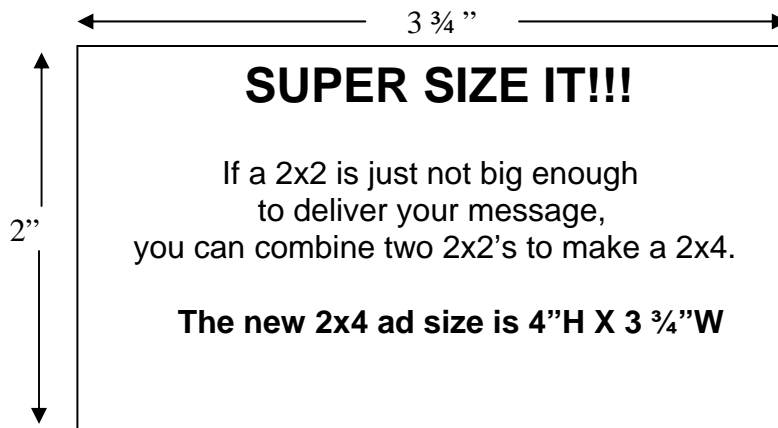 3 ¾ ”
SUPER SIZE IT!!!
If a 2x2 is just not big enough
to deliver your message,
2”
you can combine two 2x2’s to make a 2x4.
The new 2x4 ad size is 4”H X 3 ¾”W